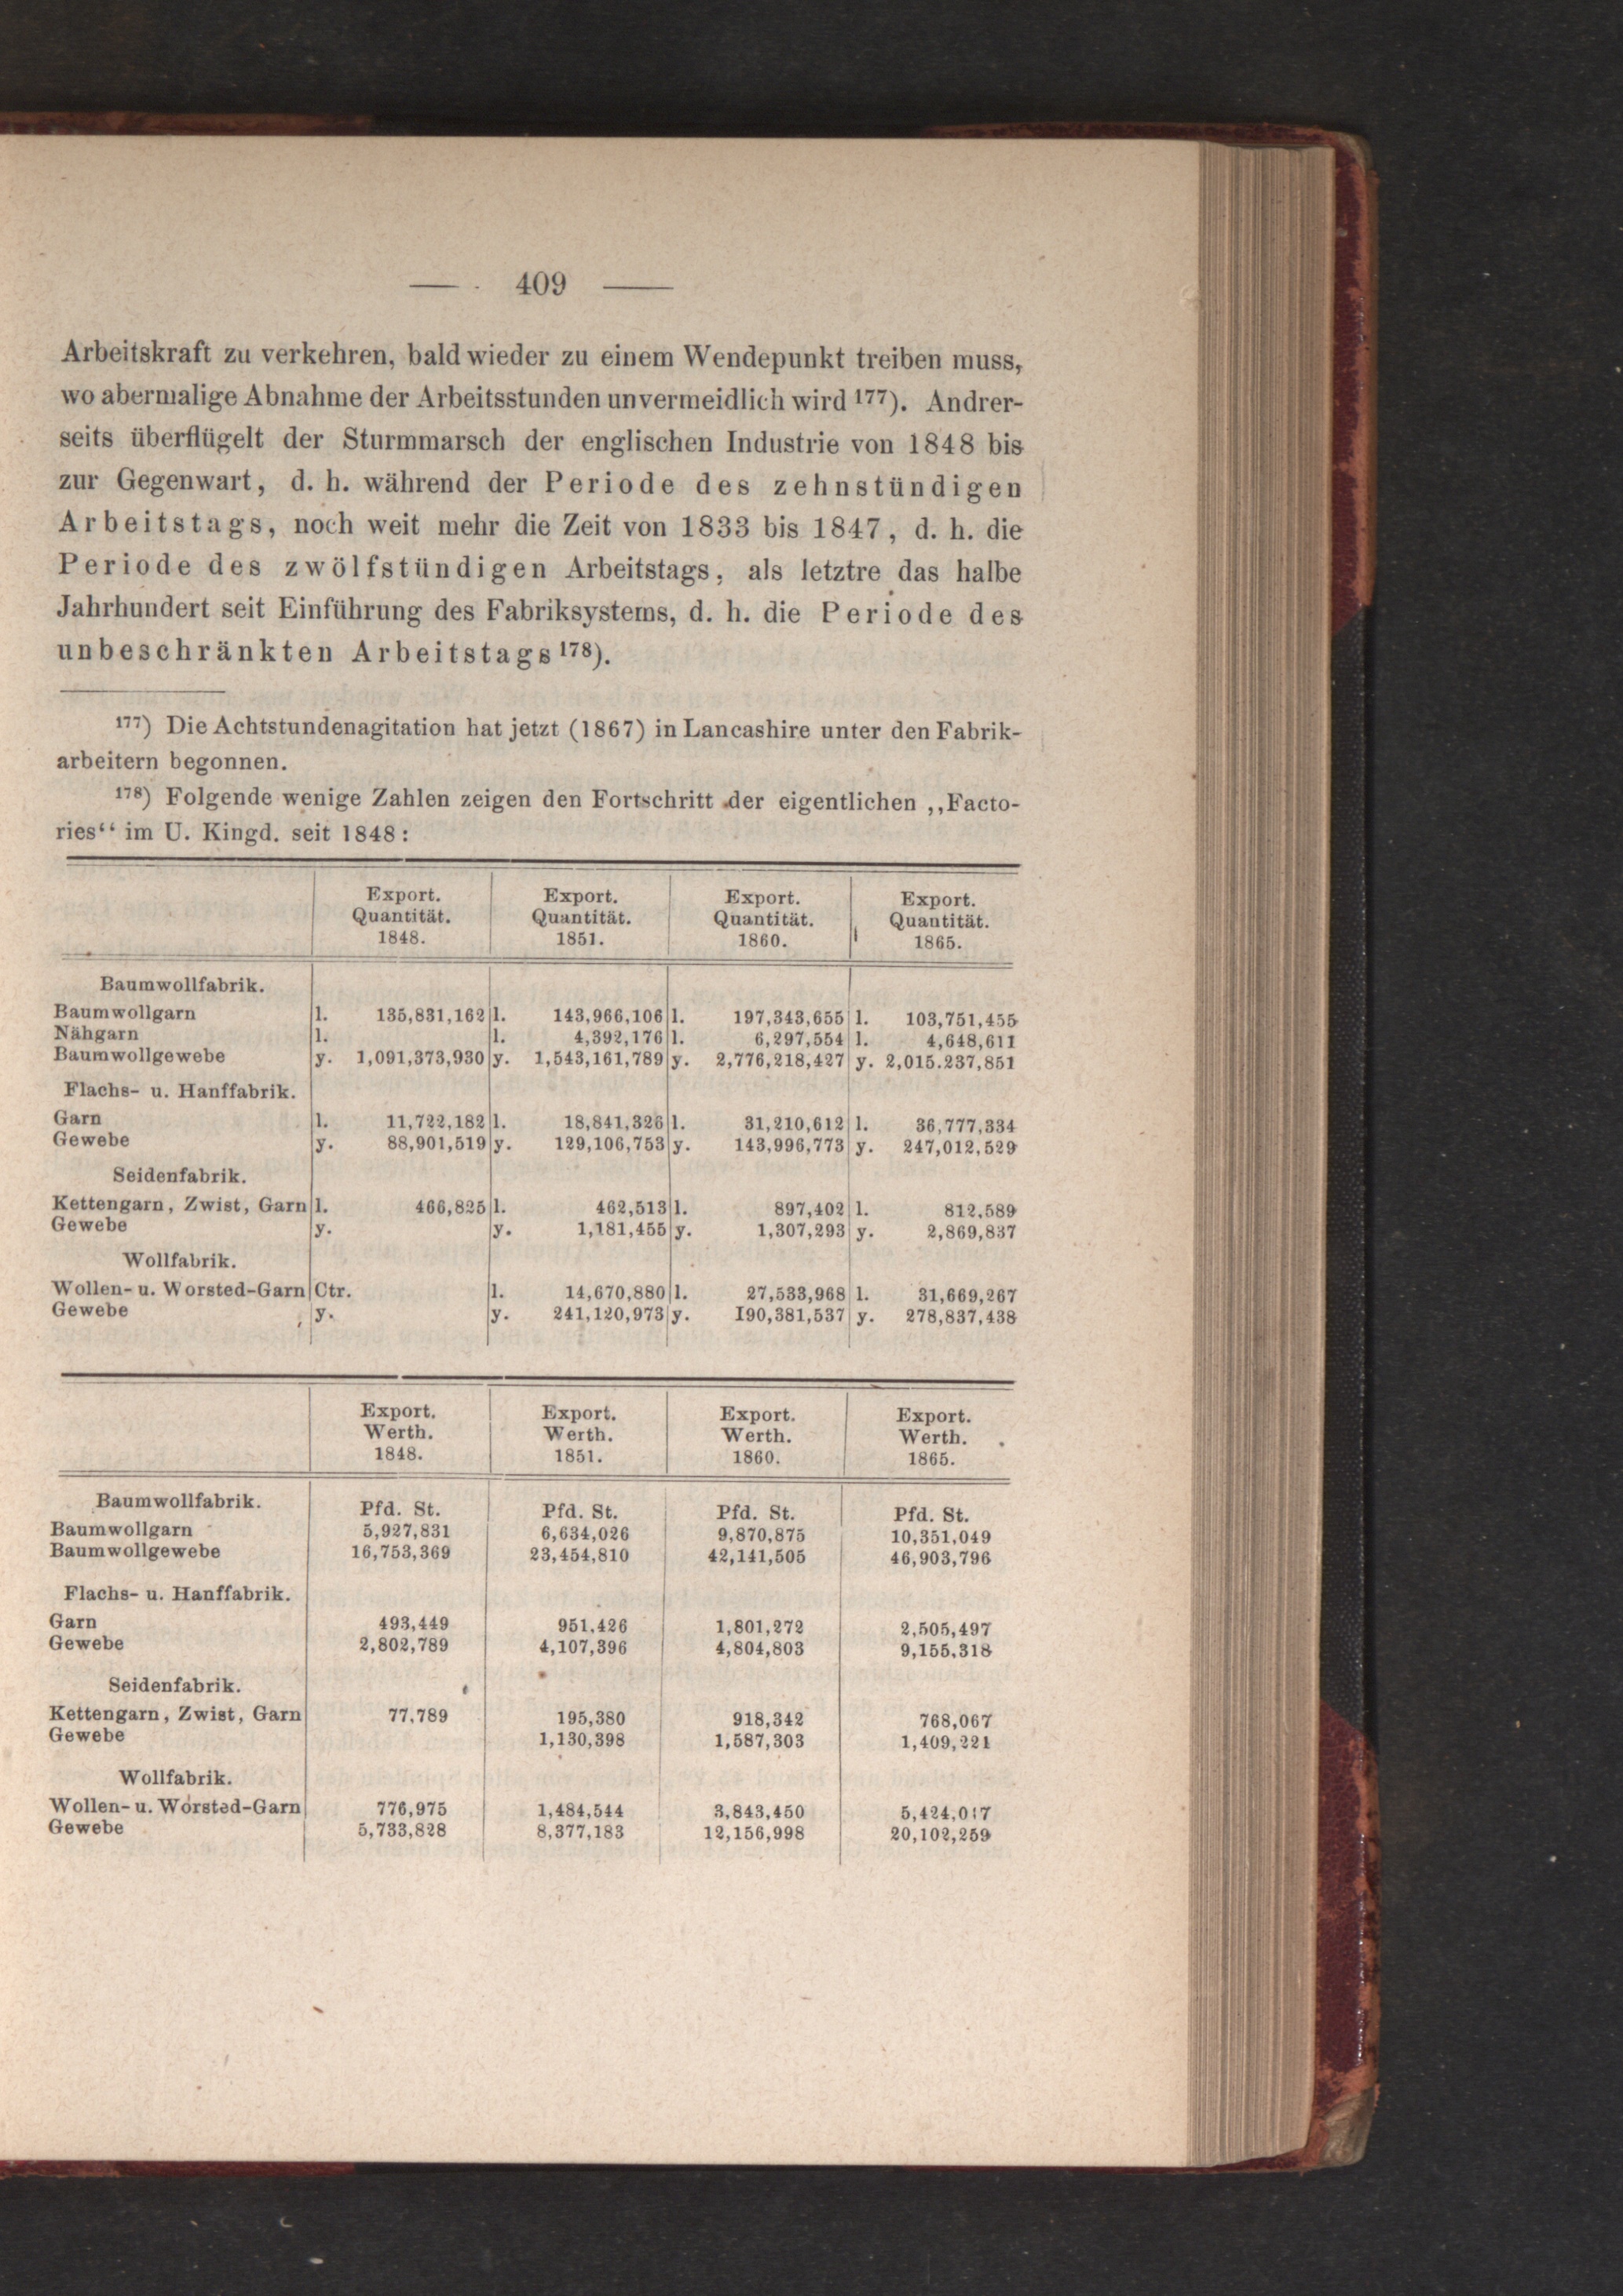 — 409 —
Arbeitskraft zu verkehren, bald wieder zu einem Wendepunkt treiben muss,
wo abermalige Abnahme der Arbeitsstunden unvermeidlich wird ¹⁷⁷). Andrer-
seits überflügelt der Sturmmarsch der englischen Industrie von 1848 bis
zur Gegenwart, d. h. während der Periode des zehnstündigen
Arbeitstags, noch weit mehr die Zeit von 1833 bis 1847, d. h. die
Periode des zwölfstündigen Arbeitstags, als letztre das halbe
Jahrhundert seit Einführung des Fabriksystems, d. h. die Periode des
unbeschränkten Arbeitstags ¹⁷⁸).
¹⁷⁷) Die Achtstundenagitation hat jetzt (1867) in Lancashire unter den Fabrik-
arbeitern begonnen.
¹⁷⁸) Folgende wenige Zahlen zeigen den Fortschritt der eigentlichen ,,Facto-
ries“ im U. Kingd. seit 1848:
Export. Export. Export. Export.
Quantität. Quantität. Quantität. Quantität.
1848. 1851. 1860. 1865.
Baumwollfabrik.
Baumwollgarn l. 135,831,162 l. 143,966,106 l. 197,343,655 l. 103,751,455
Nähgarn l. l. 4,392,176 l. 6,297,554 l. 4,648,611
Baumwollgewebe y. 1,091,373,930 y. 1,543,161,789 y. 2,776,218,427 y. 2,015.237,851
Flachs- u. Hanffabrik.
Garn l. 11,722,182 l. 18,841,326 l. 31,210,612 l. 36,777,334
Gewebe y. 88,901,519 y. 129,106,753 y. 143,996,773 y. 247,012,529
Seidenfabrik.
Kettengarn, Zwist, Garn l. 466,825 l. 462,513 l. 897,402 l. 812,589
Gewebe y. y. 1,181,455 y. 1,307,293 y. 2,869,837
Wollfabrik.
Wollen- u. Worsted-Garn Ctr. l. 14,670,880 l. 27,533,968 l. 31,669,267
Gewebe y. y. 241,120,973 y. 190,381,537 y. 278,837,438
Export. Export. Export. Export.
Werth. Werth. Werth. Werth.
1848. 1851. 1860. 1865.
Baumwollfabrik. Pfd. St. Pfd. St. Pfd. St. Pfd. St.
Baumwollgarn 5,927,831 6,634,026 9,870,875 10,351,049
Baumwollgewebe 16,753,369 23,454,810 42,141,505 46,903,796
Flachs- u. Hanffabrik.
Garn 493,449 951,426 1,801,272 2,505,497
Gewebe 2,802,789 4,107,396 4,804,803 9,155,318
Seidenfabrik.
Kettengarn, Zwist, Garn 77,789 195,380 918,342 768,067
Gewebe 1,130,398 1,587,303 1,409,221
Wollfabrik.
Wollen- u. Worsted-Garn 776,975 1,484,544 3,843,450 5,424,017
Gewebe 5,733,828 8,377,183 12,156,998 20,102,259